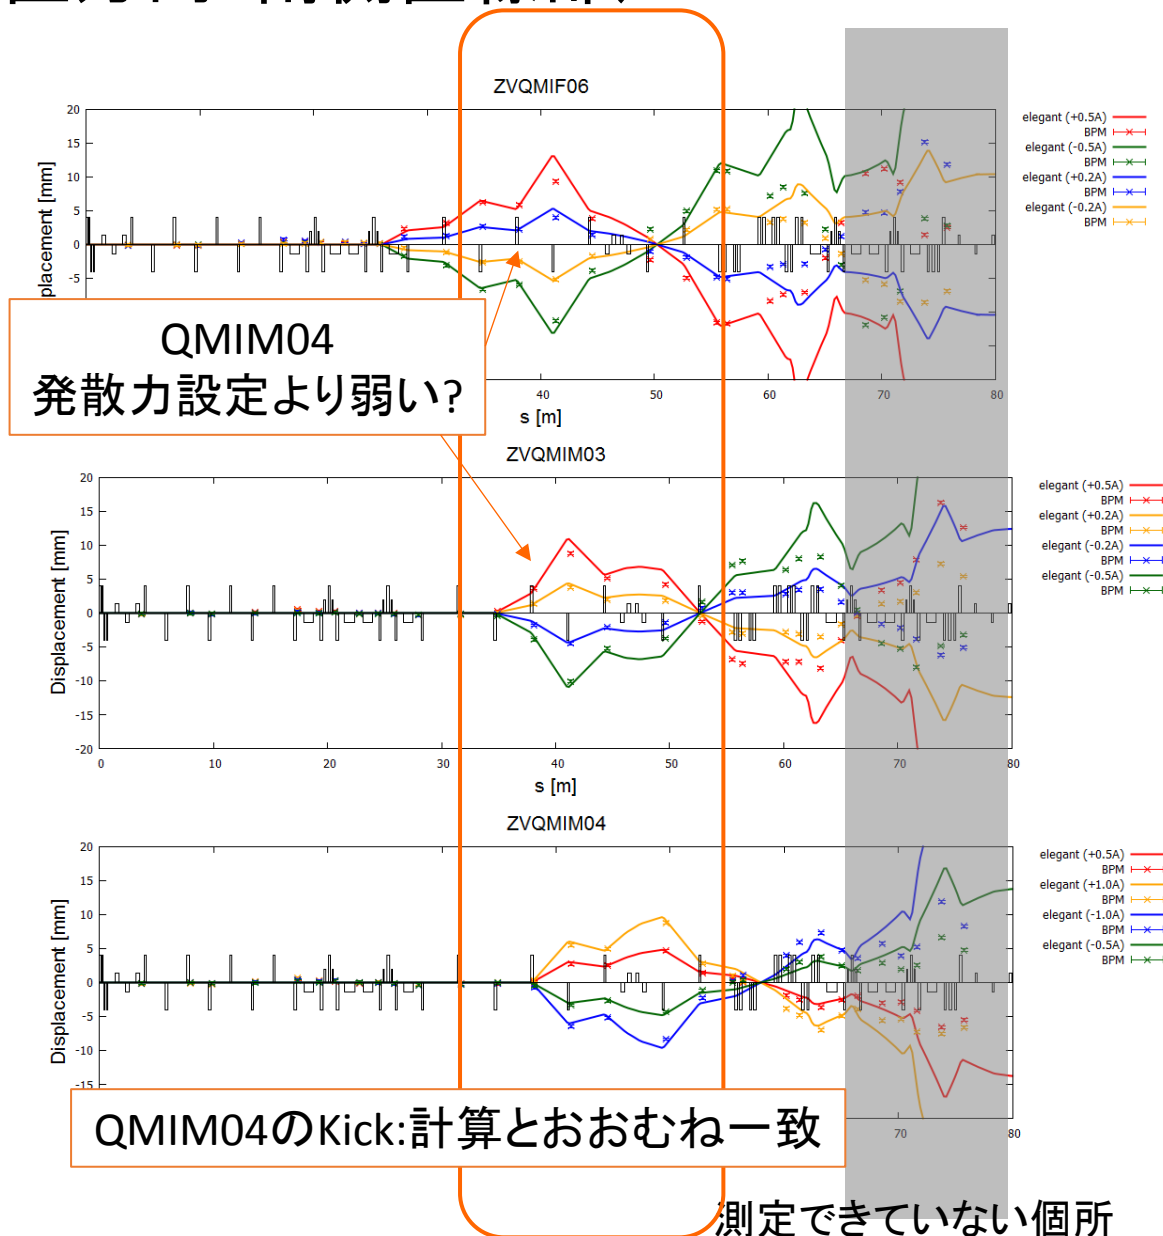 ZVQMIF06
20
15
10
5
0
-5
placement [mm]
elegant (+0.5A)
BPM
elegant (-0.5A)
BPM
elegant (+0.2A)
BPM
elegant (-0.2A)
BPM
QMIM04
発散力設定より弱い?
40
50
60
70
80
s [m]
ZVQMIM03
20
15
10
5
0
-5
-10
-15
-20
Displacement [mm]
elegant (+0.5A)
BPM
elegant (+0.2A)
BPM
elegant (-0.2A)
BPM
elegant (-0.5A)
BPM
0
10
20
30
40
50
60
70
80
s [m]
ZVQMIM04
20
15
10
5
0
-5
-10
-15
Displacement [mm]
elegant (+0.5A)
BPM
elegant (+1.0A)
BPM
elegant (-1.0A)
BPM
elegant (-0.5A)
BPM
QMIM04のKick:計算とおおむね一致
70
80
測定できていない個所